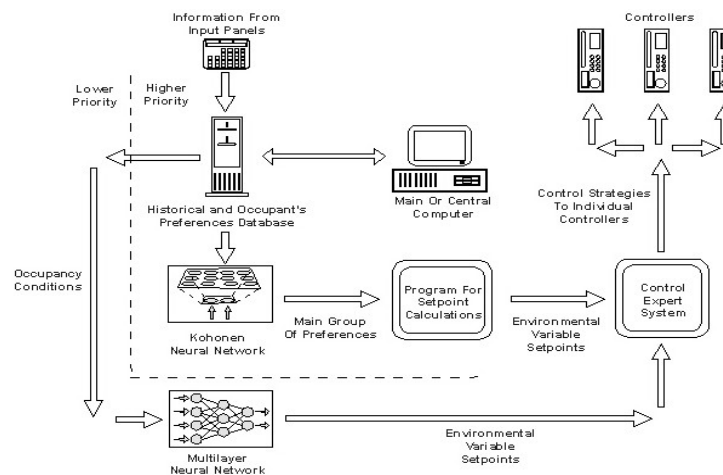 Information From
Input Panels
Controllers
Lower
Priority
Higher
Priority
Historical and Occupant's
Preferences Database
Main Or Central
Computer
Control Strategies
To Individual
Controllers
Occupancy
Conditions
Kohonen
Neural Network
Main Group
Of Preferences
Program For
Setpoint
Calculations
Environmental
Variable
Setpoints
Control
Expert
System
Multilayer
Neural Network
Environmental
Variable
Setpoints